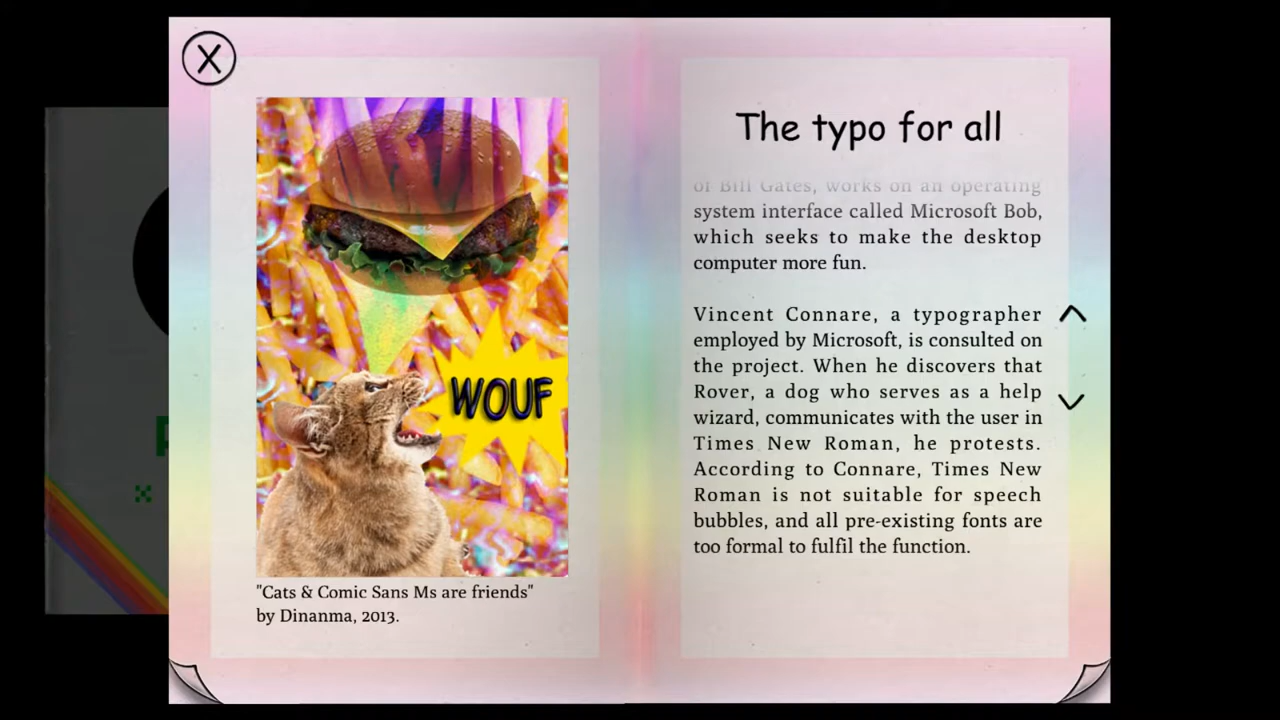 X
WOUF
"Cats & Comic Sans Ms are friends"
by Dinanma, 2013.
The typo for all
of Bill Gates, works on an operating
system interface called Microsoft Bob,
which seeks to make the desktop
computer more fun.
Vincent Connare, a typographer
employed by Microsoft, is consulted on
the project. When he discovers that
Rover, a dog who serves as a help
wizard, communicates with the user in
Times New Roman, he protests.
According to Connare, Times New
Roman is not suitable for speech
bubbles, and all pre-existing fonts are
too formal to fulfil the function.